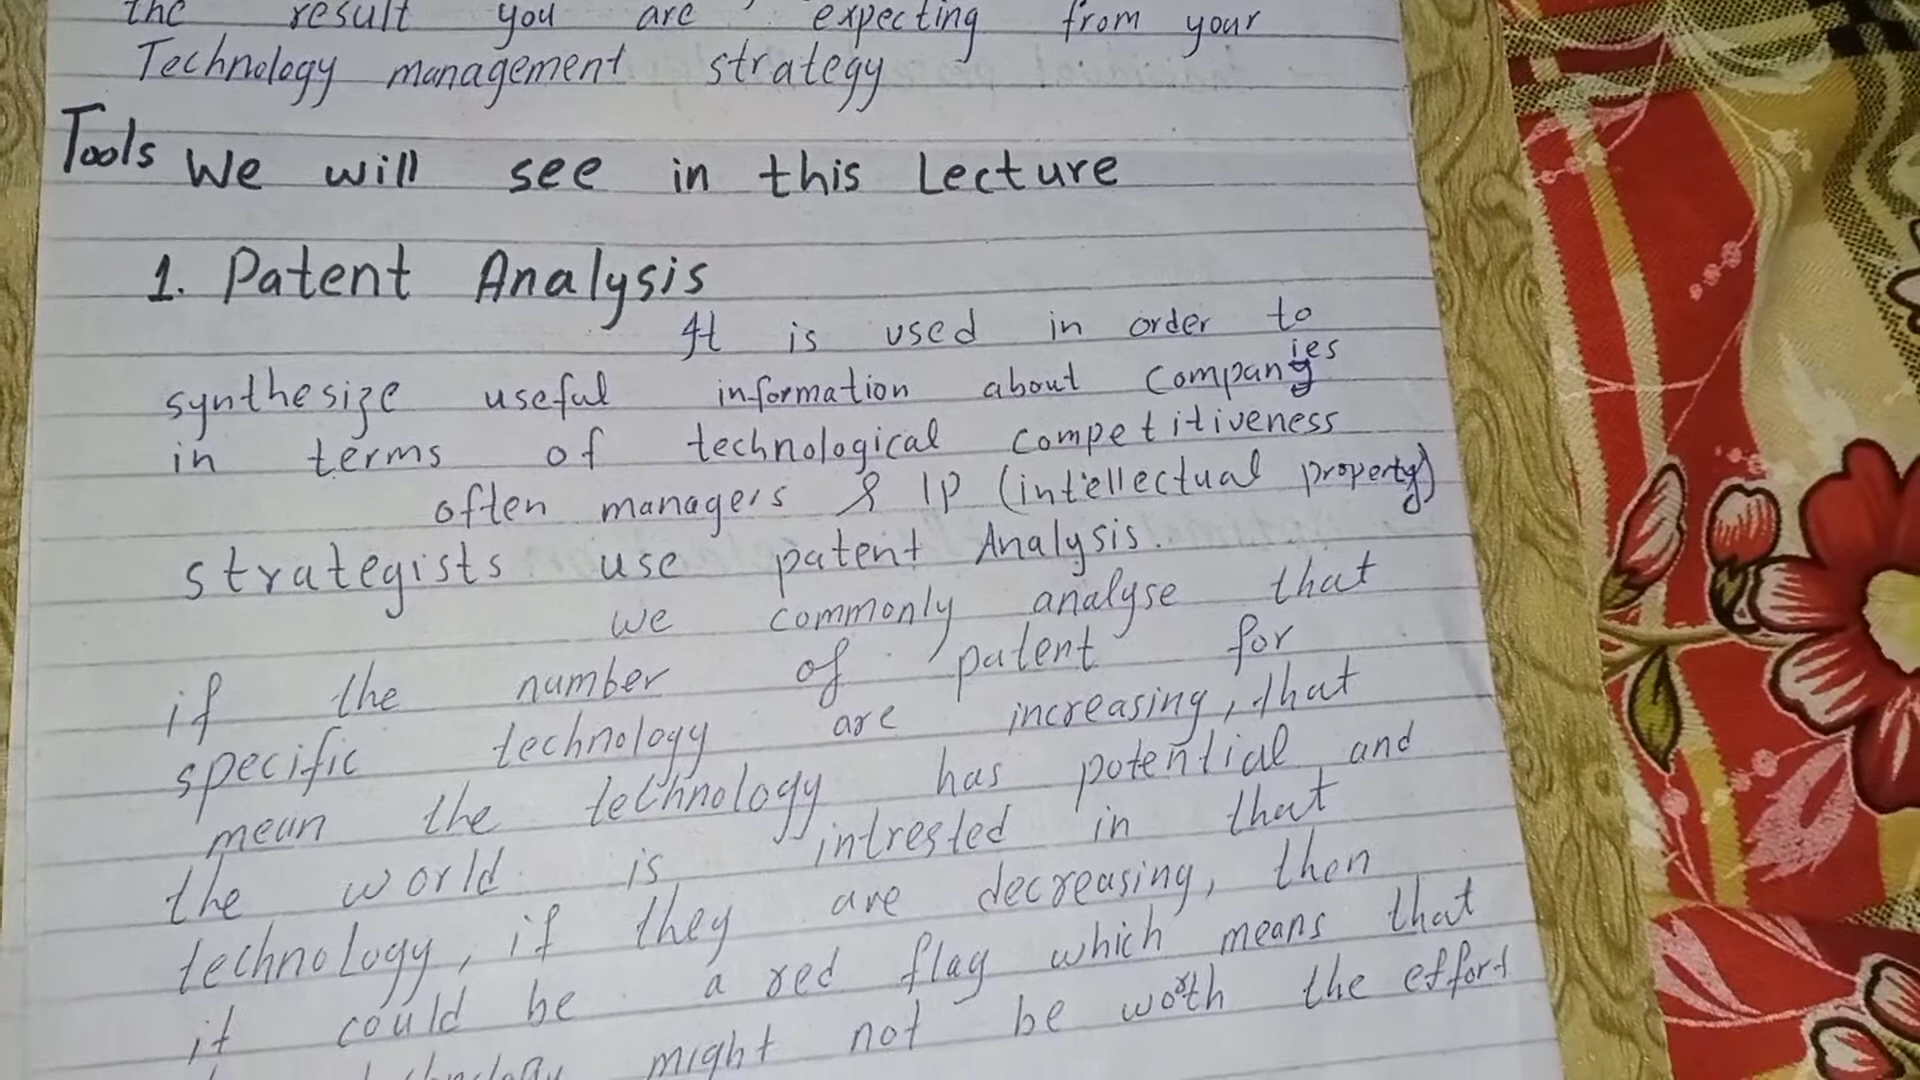 the result you are expecting from your
Technology management strategy
Tools we will see in this Lecture
1. Patent Analysis
It is used in order to
synthesize useful information about companies
in terms of technological competitiveness
often managers & IP (intellectual property)
strategists use patent Analysis.
we commonly analyse that
if the number of patent for
specific technology are increasing, that
mean the technology has potential and
the world is intrested in that
technology, if they are decreasing, then
it could be a red flag which means that
might not be worth the effort